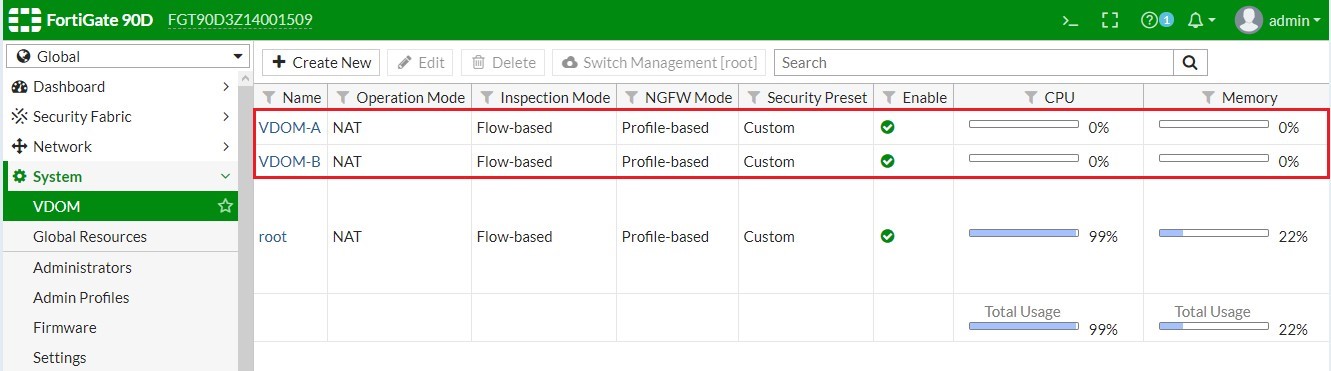 FortiGate 90D FGT90D3Z14001509 >_ 1 admin
Global + Create New Edit Delete Switch Management [root] Search
Dashboard
Name Operation Mode Inspection Mode NGFW Mode Security Preset Enable CPU Memory
Security Fabric
VDOM-A NAT Flow-based Profile-based Custom 0% 0%
Network
VDOM-B NAT Flow-based Profile-based Custom 0% 0%
System
VDOM
Global Resources
root NAT Flow-based Profile-based Custom 99% 22%
Administrators
Admin Profiles
Total Usage Total Usage
Firmware
99% 22%
Settings